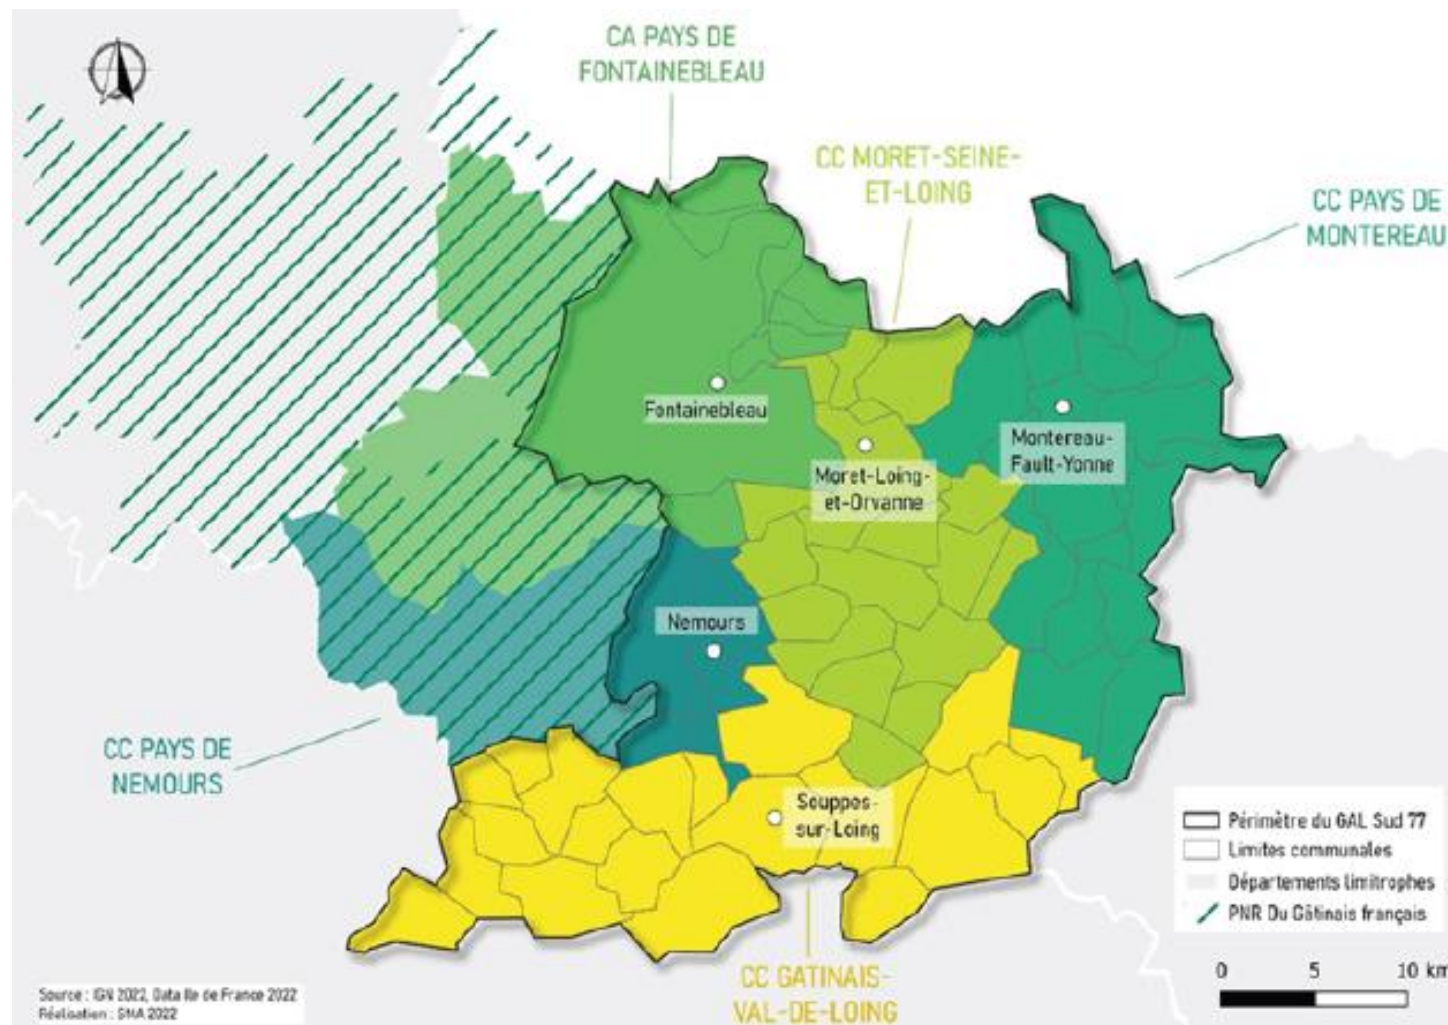 CA PAYS DE
FONTAINEBLEAU
CC MORET-SEINE-
ET-LOING
CC PAYS DE
MONTEREAU
Fontainebleau
Montereau-
Fault-Yonne
Moret-Loing-
et-Orvanne
Nemours
CC PAYS DE
NEMOURS
Souppes-
sur-Loing
Périmètre du GAL Sud 77
Limites communales
Départements limitrophes
PNR Du Gâtinais français
0 5 10 km
CC GATINAIS-
VAL-DE-LOING
Source : IGN 2022, Data Ile de France 2022
Réalisation : SMA 2022